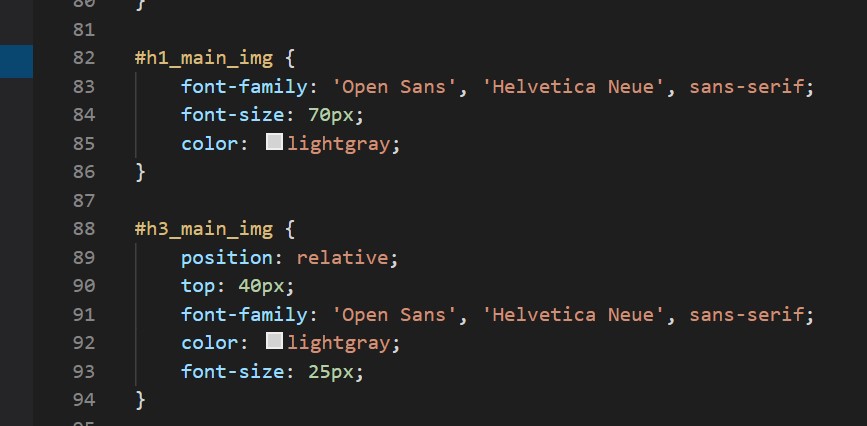 80 }
81
82 #h1_main_img {
83 font-family: 'Open Sans', 'Helvetica Neue', sans-serif;
84 font-size: 70px;
85 color: lightgray;
86 }
87
88 #h3_main_img {
89 position: relative;
90 top: 40px;
91 font-family: 'Open Sans', 'Helvetica Neue', sans-serif;
92 color: lightgray;
93 font-size: 25px;
94 }